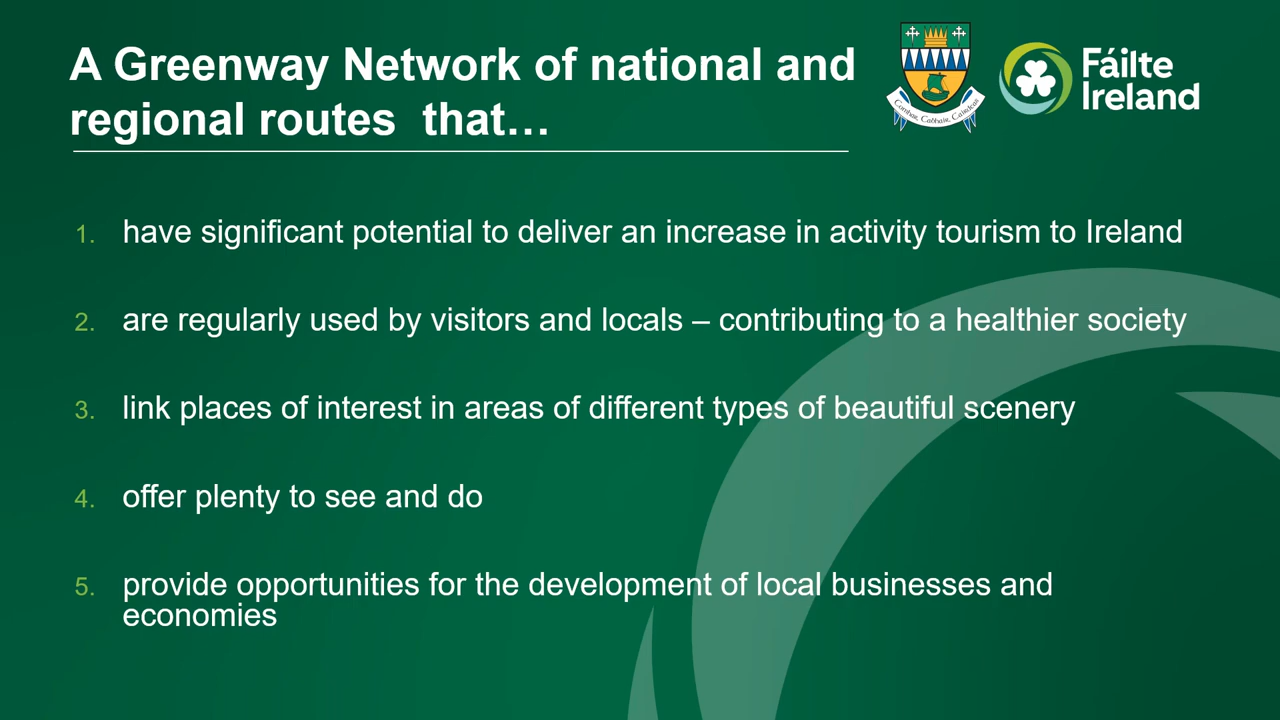 A Greenway Network of national and
regional routes  that…
Fáilte
Ireland
1. have significant potential to deliver an increase in activity tourism to Ireland
2. are regularly used by visitors and locals – contributing to a healthier society
3. link places of interest in areas of different types of beautiful scenery
4. offer plenty to see and do
5. provide opportunities for the development of local businesses and
economies